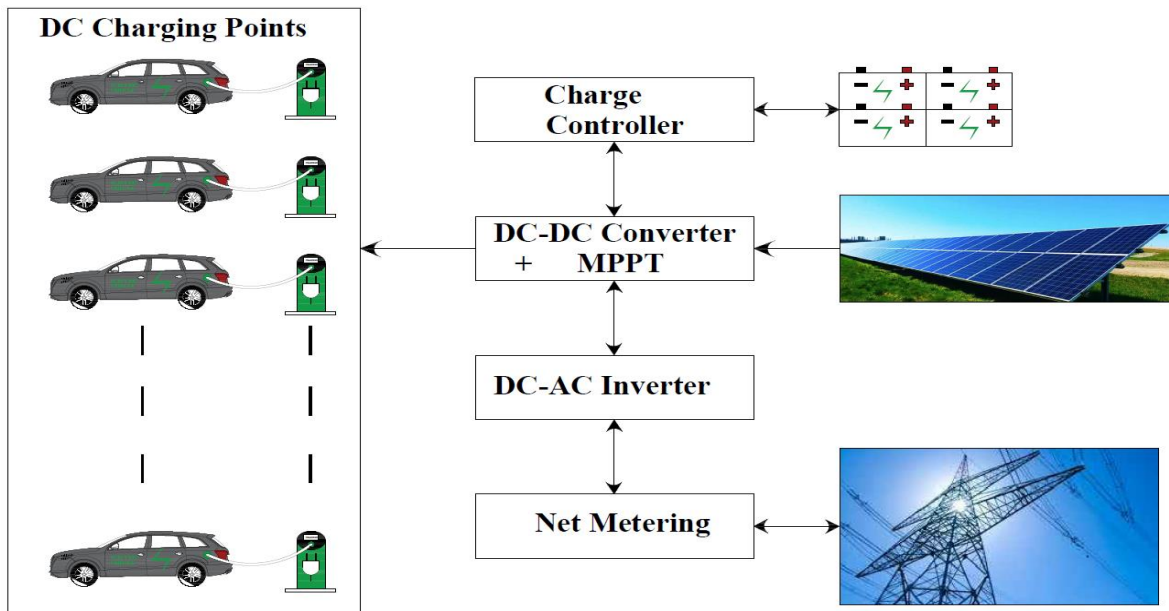 DC Charging Points
Charge
Controller
DC-DC Converter
+ MPPT
DC-AC Inverter
Net Metering